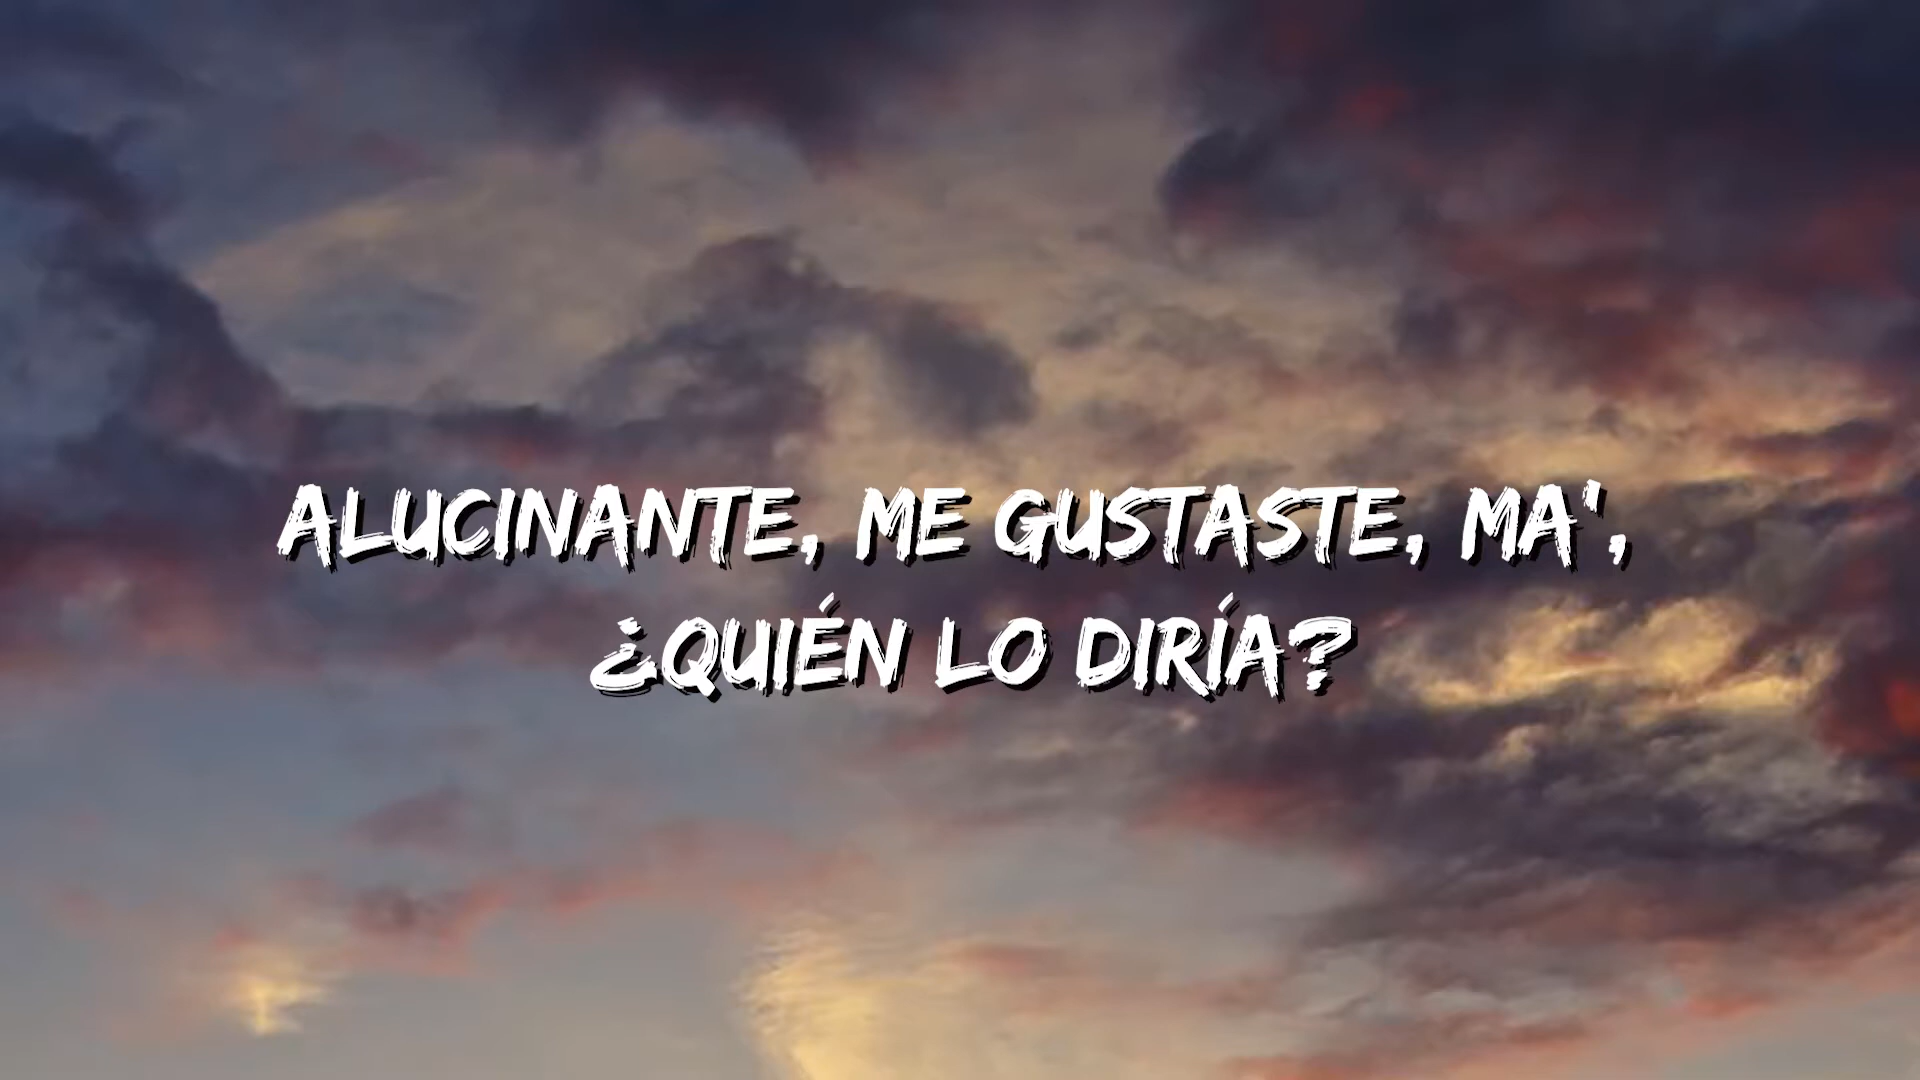 ALUCINANTE, ME GUSTASTE, MA',
¿QUIÉN LO DIRÍA?